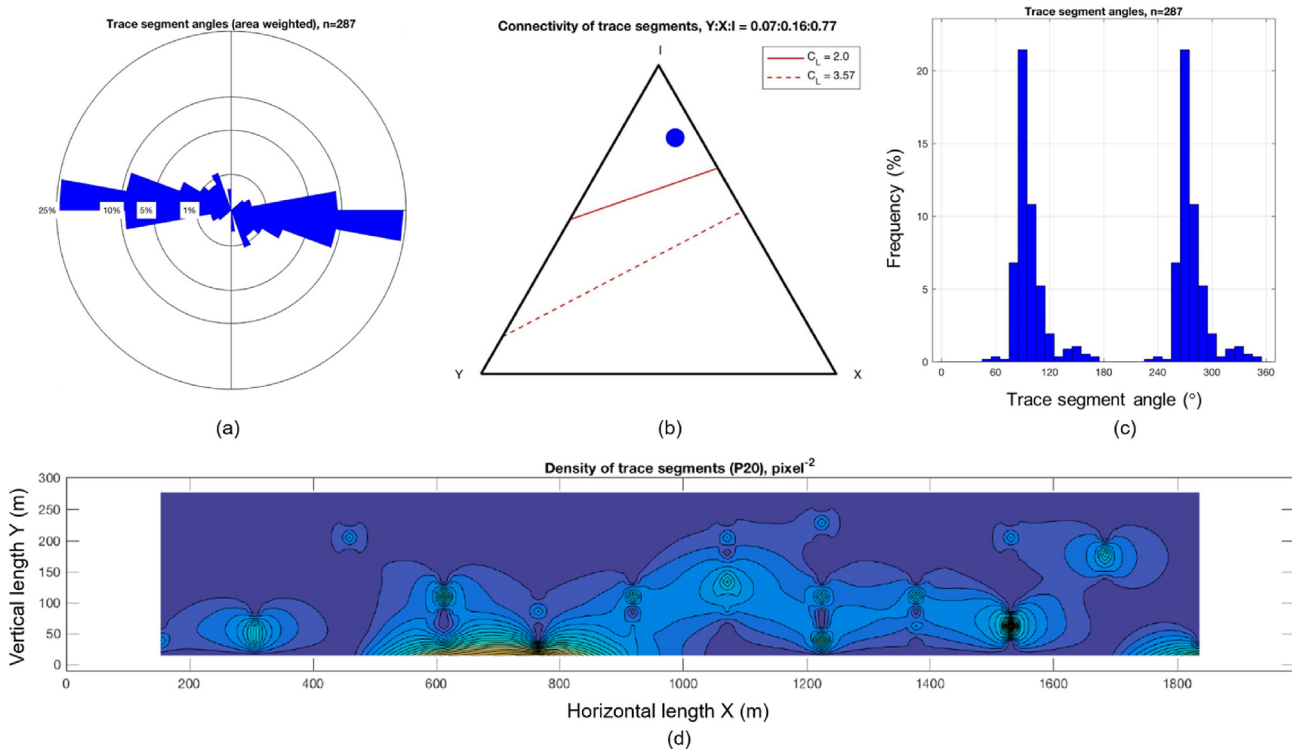 Trace segment angles (area weighted), n=287
25%
10%
5%
1%
(a)
Connectivity of trace segments, Y:X:I = 0.07:0.16:0.77
I
C_L = 2.0
C_L = 3.57
Y
X
(b)
Trace segment angles, n=287
Frequency (%)
20
15
10
5
0
0 60 120 180 240 300 360
Trace segment angle (°)
(c)
Density of trace segments (P20), pixel⁻²
Vertical length Y (m)
300
250
200
150
100
50
0
0 200 400 600 800 1000 1200 1400 1600 1800
Horizontal length X (m)
(d)